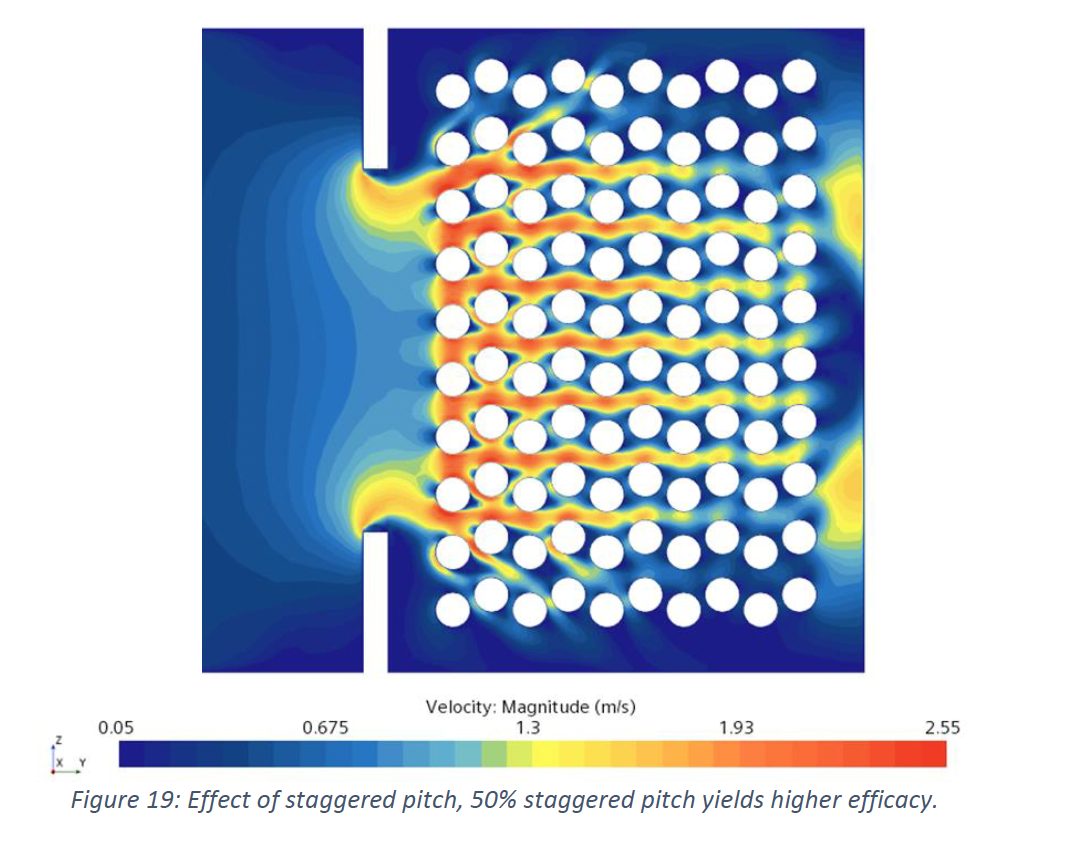 Velocity: Magnitude (m/s)
0.05 0.675 1.3 1.93 2.55
Z
X Y
Figure 19: Effect of staggered pitch, 50% staggered pitch yields higher efficacy.